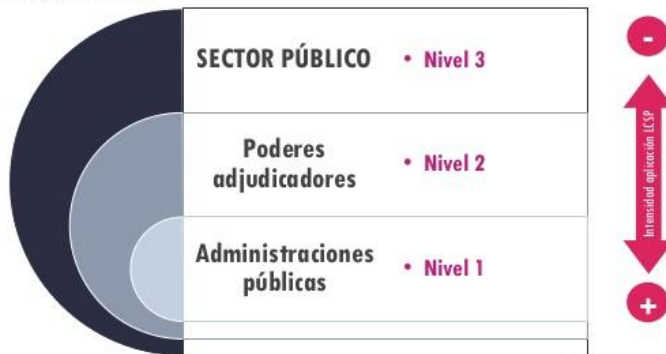 SECTOR PÚBLICO
• Nivel 3
Poderes
adjudicadores
• Nivel 2
Administraciones
públicas
• Nivel 1
-
Intensidad aplicación LCSP
+